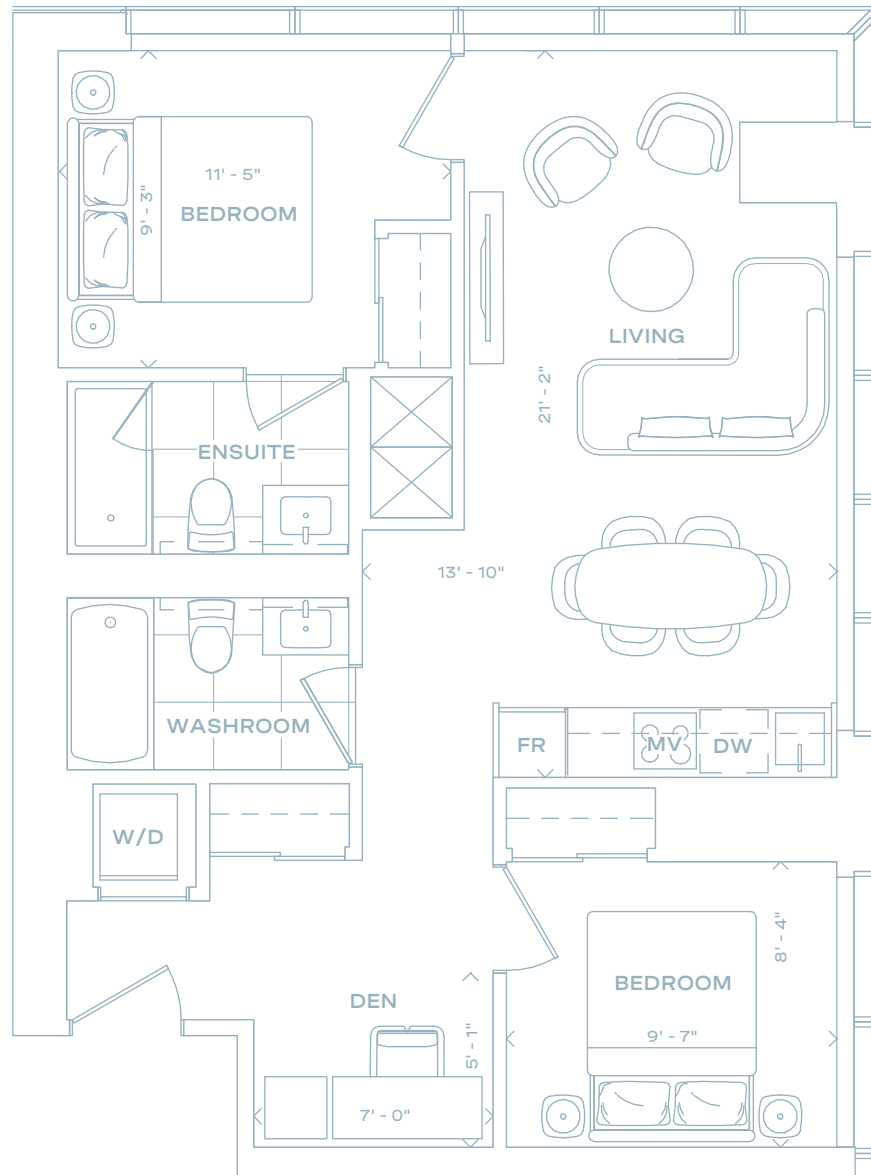 11' - 5"
9' - 3"
BEDROOM
LIVING
21' - 2"
ENSUITE
13' - 10"
WASHROOM
FR
MV
DW
W/D
8' - 4"
BEDROOM
DEN
9' - 7"
5' - 1"
7' - 0"